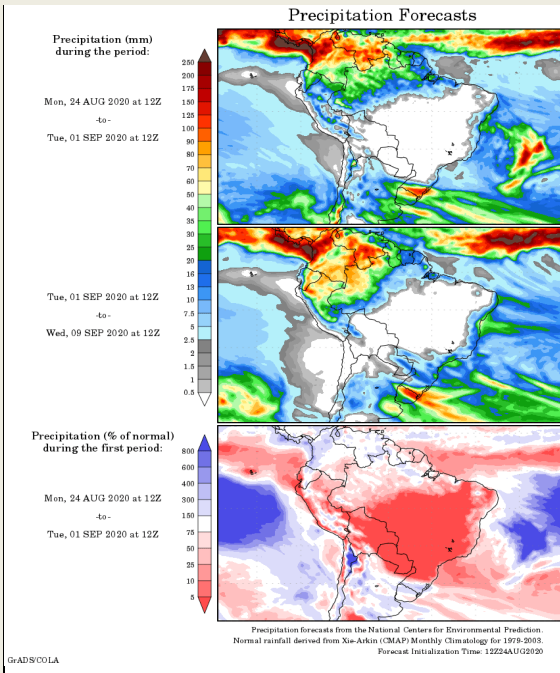 Precipitation Forecasts
Precipitation (mm)
during the period:
Mon, 24 AUG 2020 at 12Z
-to-
Tue, 01 SEP 2020 at 12Z
250
200
175
150
125
100
90
80
70
60
50
40
35
30
25
20
16
13
10
7.5
5
2.5
2
1.5
1
0.5
Tue, 01 SEP 2020 at 12Z
-to-
Wed, 09 SEP 2020 at 12Z
Precipitation (% of normal)
during the first period:
Mon, 24 AUG 2020 at 12Z
-to-
Tue, 01 SEP 2020 at 12Z
800
600
400
300
150
75
50
25
10
5
Precipitation forecasts from the National Centers for Environmental Prediction.
Normal rainfall derived from Xie-Arkin (CMAP) Monthly Climatology for 1979-2003.
Forecast Initialization Time: 12Z24AUG2020
GrADS/COLA